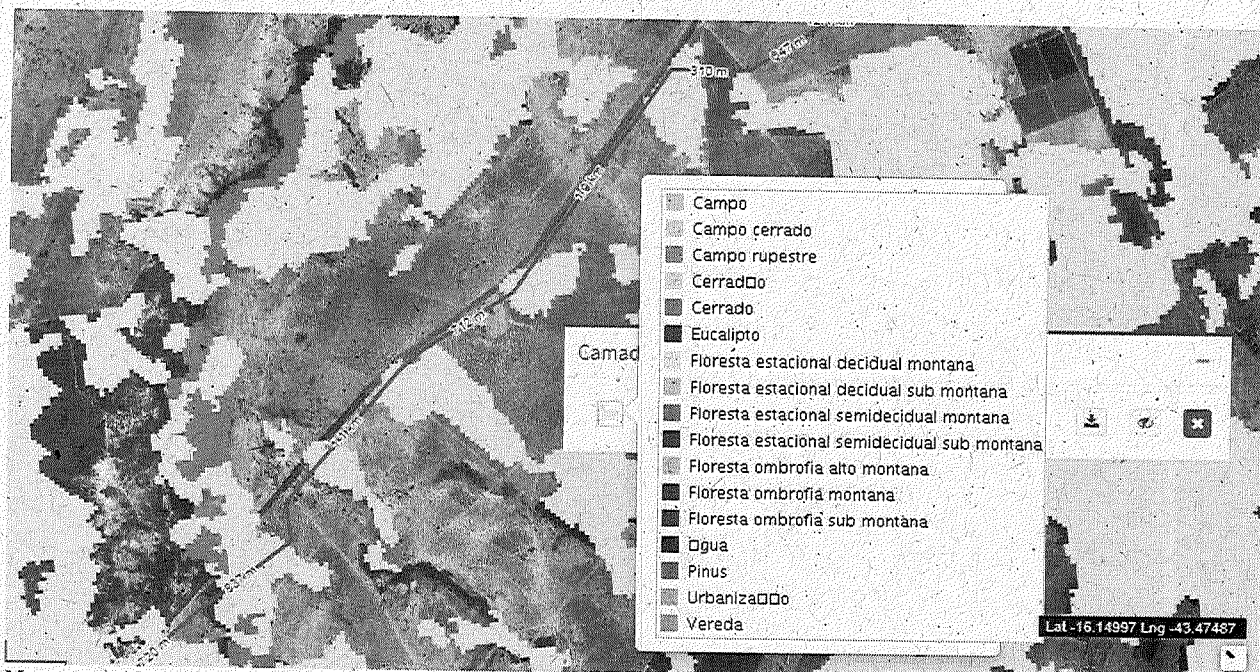 310 m
Campo
Campo cerrado
Campo rupestre
Cerrad□o
Cerrado
Eucalipto
Camad
Floresta estacional decidual montana
Floresta estacional decidual sub montana
Floresta estacional semidecidual montana
Floresta estacional semidecidual sub montana
Floresta ombrofia alto montana
Floresta ombrofia montana
Floresta ombrofia sub montana
□gua
Pinus
Urbaniza□□o
Vereda
Lat -16.14997 Lng -43.47487